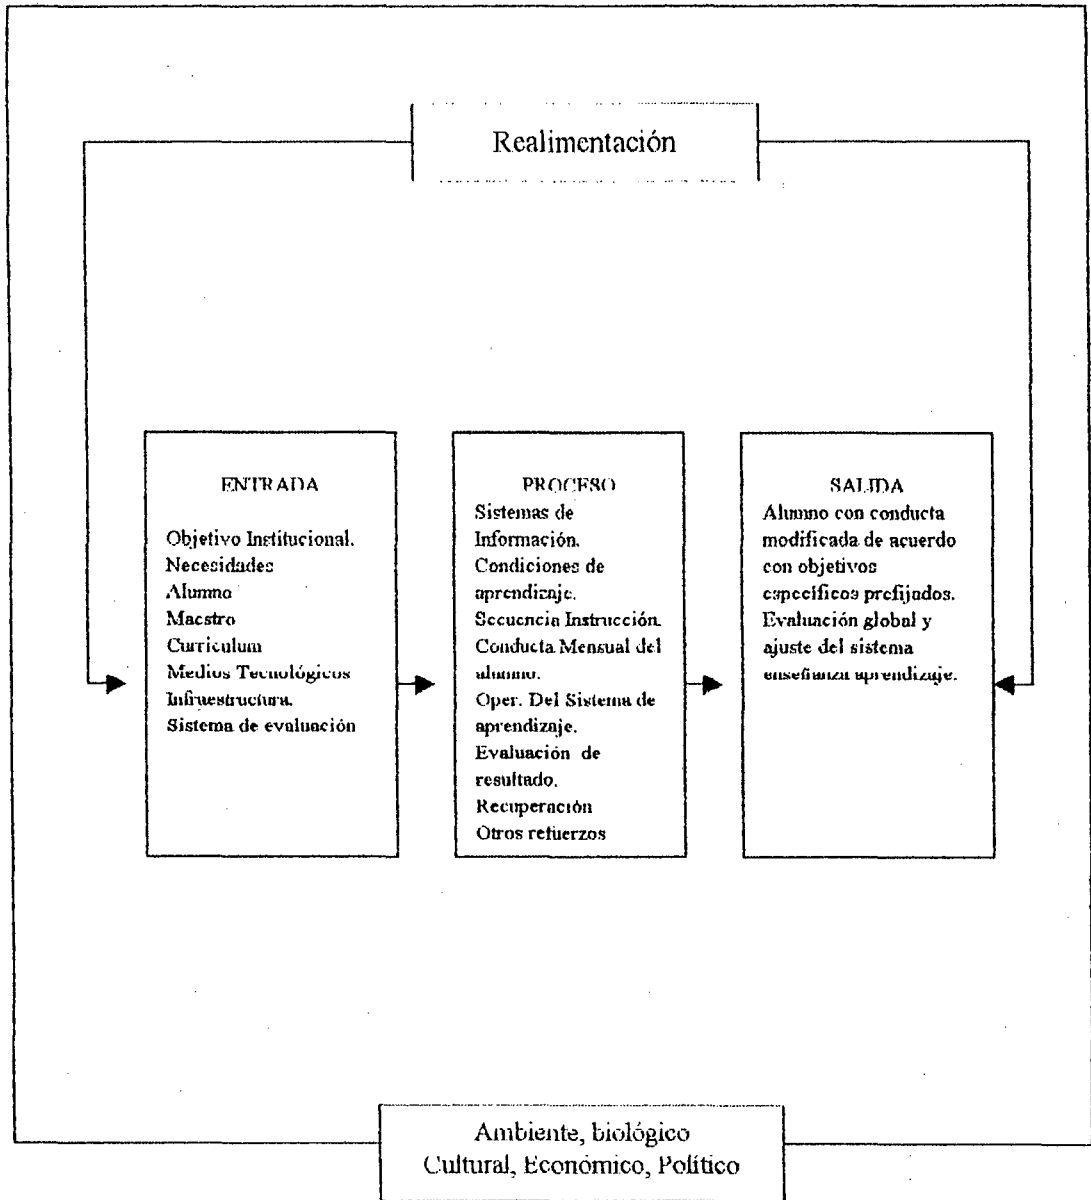 Realimentación
ENTRADA
Objetivo Institucional.
Necesidades
Alumno
Maestro
Curriculum
Medios Tecnológicos
Infraestructura.
Sistema de evaluación
PROCESO
Sistemas de
Información.
Condiciones de
aprendizaje.
Secuencia Instrucción.
Conducta Mensual del
alumno.
Oper. Del Sistema de
aprendizaje.
Evaluación de
resultado.
Recuperación
Otros refuerzos
SALIDA
Alumno con conducta
modificada de acuerdo
con objetivos
específicos prefijados.
Evaluación global y
ajuste del sistema
enseñanza aprendizaje.
Ambiente, biológico
Cultural, Económico, Político